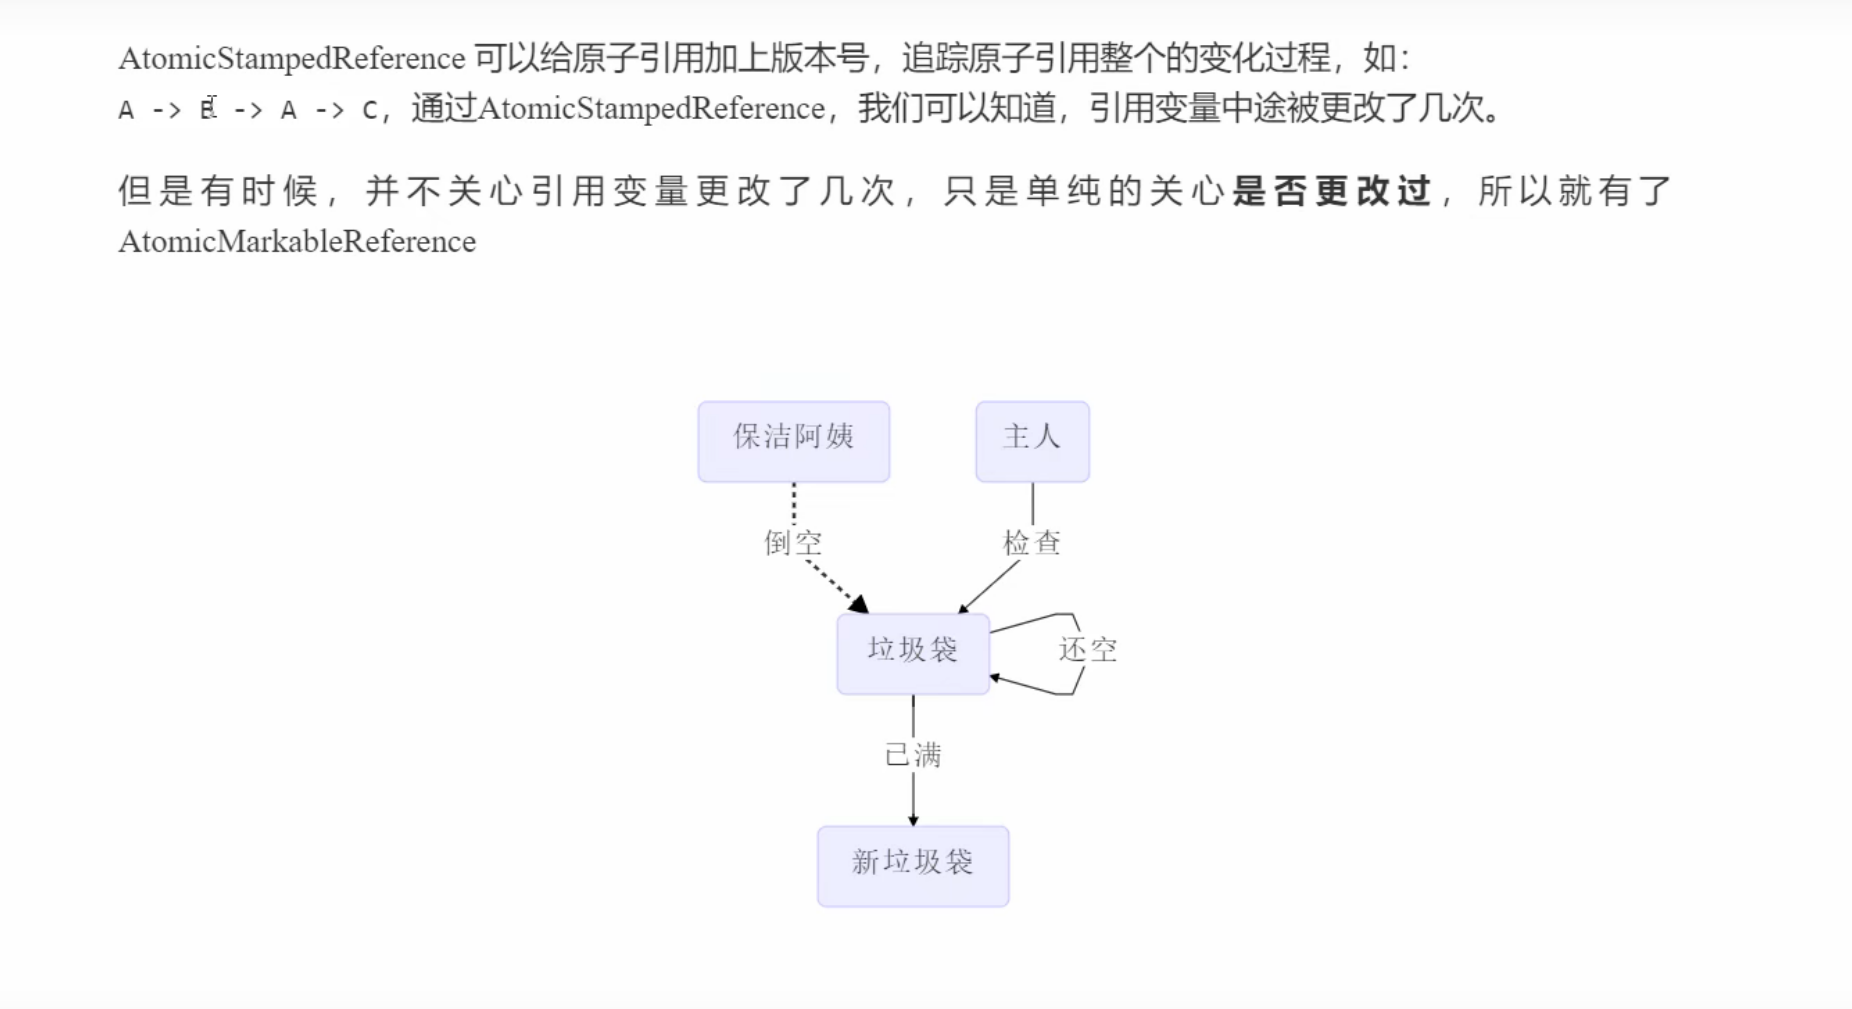 AtomicStampedReference 可以给原子引用加上版本号，追踪原子引用整个的变化过程，如：
A -> B -> A -> C，通过AtomicStampedReference，我们可以知道，引用变量中途被更改了几次。
但是有时候，并不关心引用变量更改了几次，只是单纯的关心是否更改过，所以就有了
AtomicMarkableReference
保洁阿姨
主人
倒空
检查
垃圾袋
还空
已满
新垃圾袋